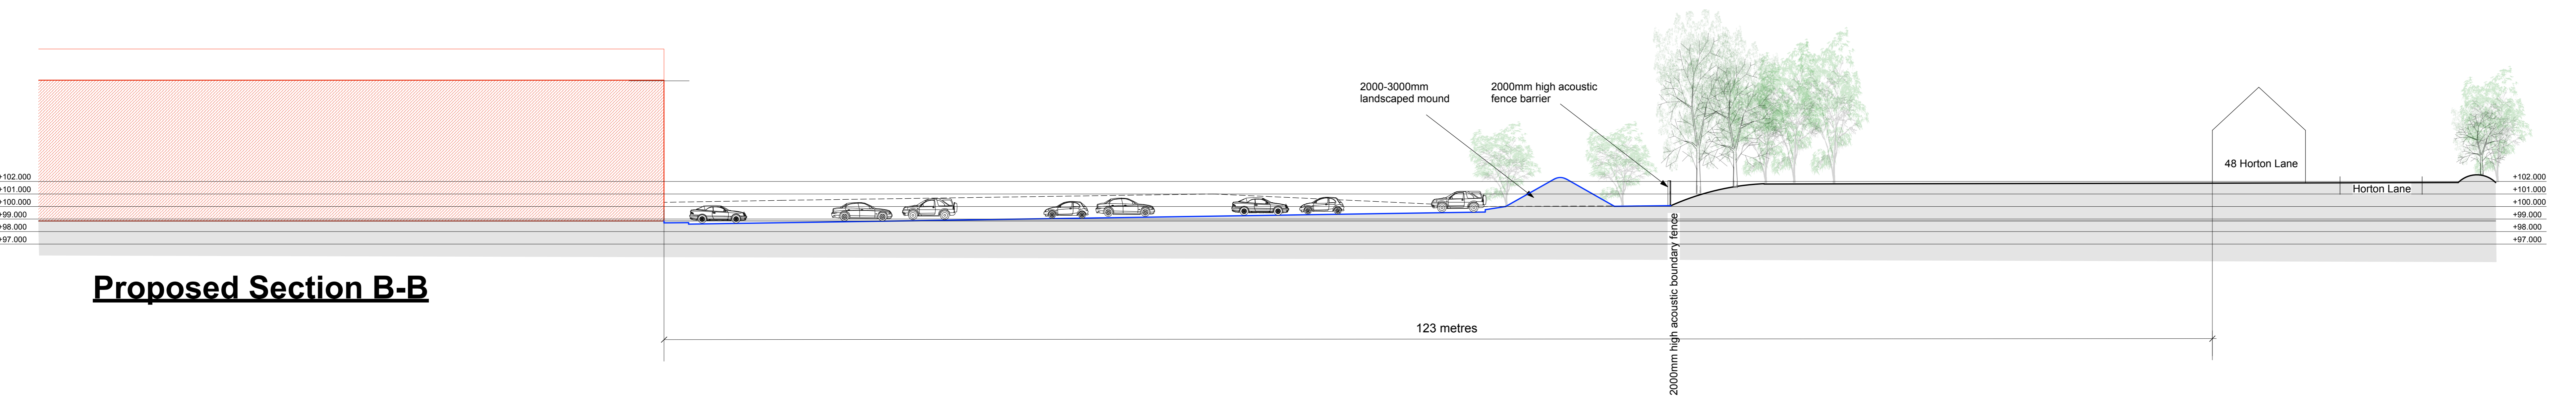 2000-3000mm
landscaped mound
2000mm high acoustic
fence barrier
48 Horton Lane
Horton Lane
+102.000
+101.000
+100.000
+99.000
+98.000
+97.000
+102.000
+101.000
+100.000
+99.000
+98.000
+97.000
2000mm high acoustic boundary fence
Proposed Section B-B
123 metres